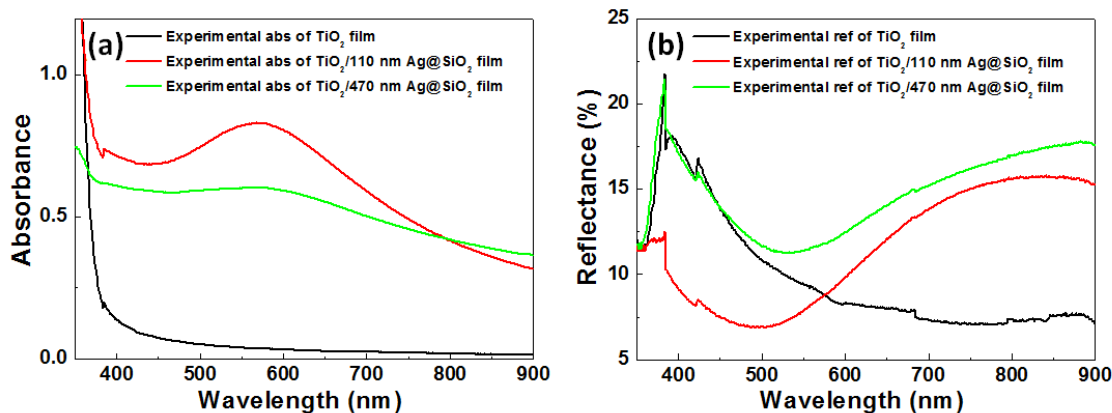 (a)
Experimental abs of TiO₂ film
Experimental abs of TiO₂/110 nm Ag@SiO₂ film
Experimental abs of TiO₂/470 nm Ag@SiO₂ film
Absorbance
1.0
0.5
0.0
400 500 600 700 800 900
Wavelength (nm)
(b)
Experimental ref of TiO₂ film
Experimental ref of TiO₂/110 nm Ag@SiO₂ film
Experimental ref of TiO₂/470 nm Ag@SiO₂ film
Reflectance (%)
25
20
15
10
5
400 500 600 700 800 900
Wavelength (nm)